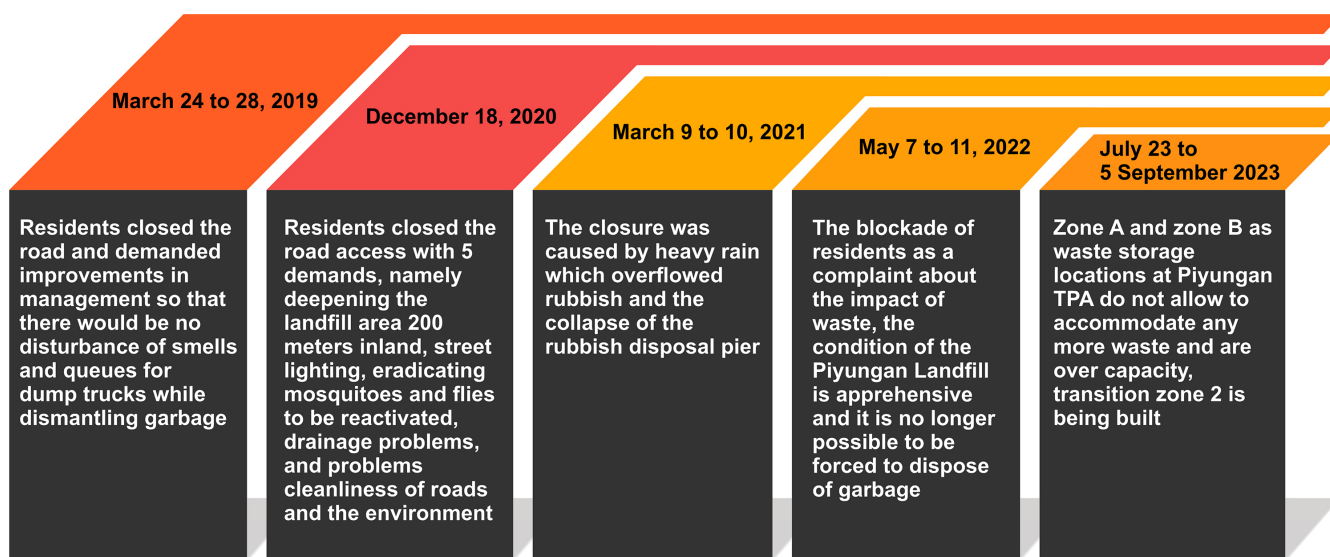 March 24 to 28, 2019
Residents closed the
road and demanded
improvements in
management so that
there would be no
disturbance of smells
and queues for
dump trucks while
dismantling garbage
December 18, 2020
Residents closed the
road access with 5
demands, namely
deepening the
landfill area 200
meters inland, street
lighting, eradicating
mosquitoes and flies
to be reactivated,
drainage problems,
and problems
cleanliness of roads
and the environment
March 9 to 10, 2021
The closure was
caused by heavy rain
which overflowed
rubbish and the
collapse of the
rubbish disposal pier
May 7 to 11, 2022
The blockade of
residents as a
complaint about
the impact of
waste, the
condition of the
Piyungan Landfill
is apprehensive
and it is no longer
possible to be
forced to dispose
of garbage
July 23 to
5 September 2023
Zone A and zone B as
waste storage
locations at Piyungan
TPA do not allow to
accommodate any
more waste and are
over capacity,
transition zone 2 is
being built